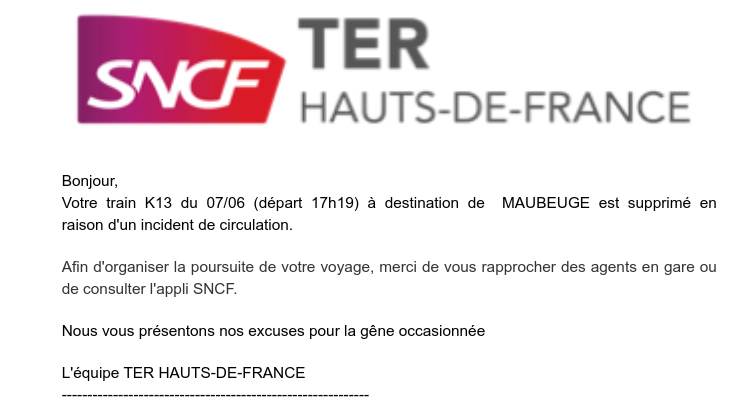 SNCF
TER
HAUTS-DE-FRANCE
Bonjour,
Votre train K13 du 07/06 (départ 17h19) à destination de  MAUBEUGE est supprimé en
raison d'un incident de circulation.
Afin d'organiser la poursuite de votre voyage, merci de vous rapprocher des agents en gare ou
de consulter l'appli SNCF.
Nous vous présentons nos excuses pour la gêne occasionnée
L'équipe TER HAUTS-DE-FRANCE
------------------------------------------------------------